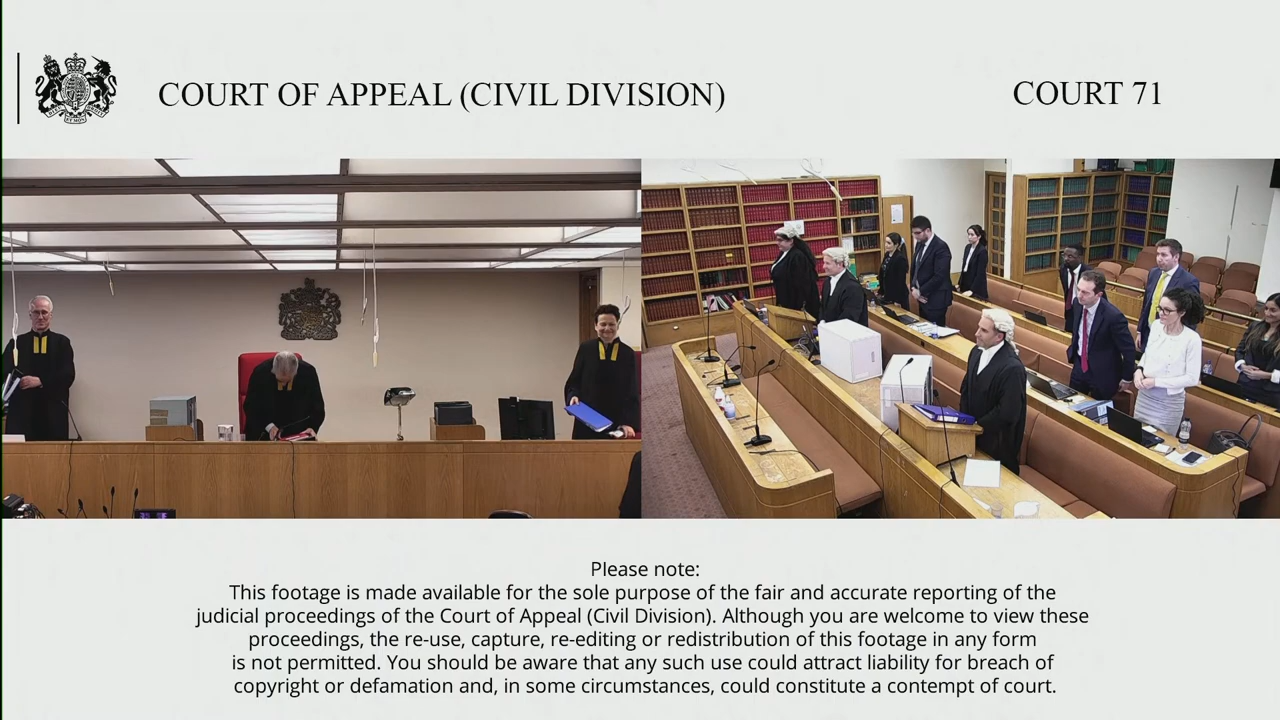 COURT OF APPEAL (CIVIL DIVISION)
COURT 71
Please note:
This footage is made available for the sole purpose of the fair and accurate reporting of the
judicial proceedings of the Court of Appeal (Civil Division). Although you are welcome to view these
proceedings, the re-use, capture, re-editing or redistribution of this footage in any form
is not permitted. You should be aware that any such use could attract liability for breach of
copyright or defamation and, in some circumstances, could constitute a contempt of court.